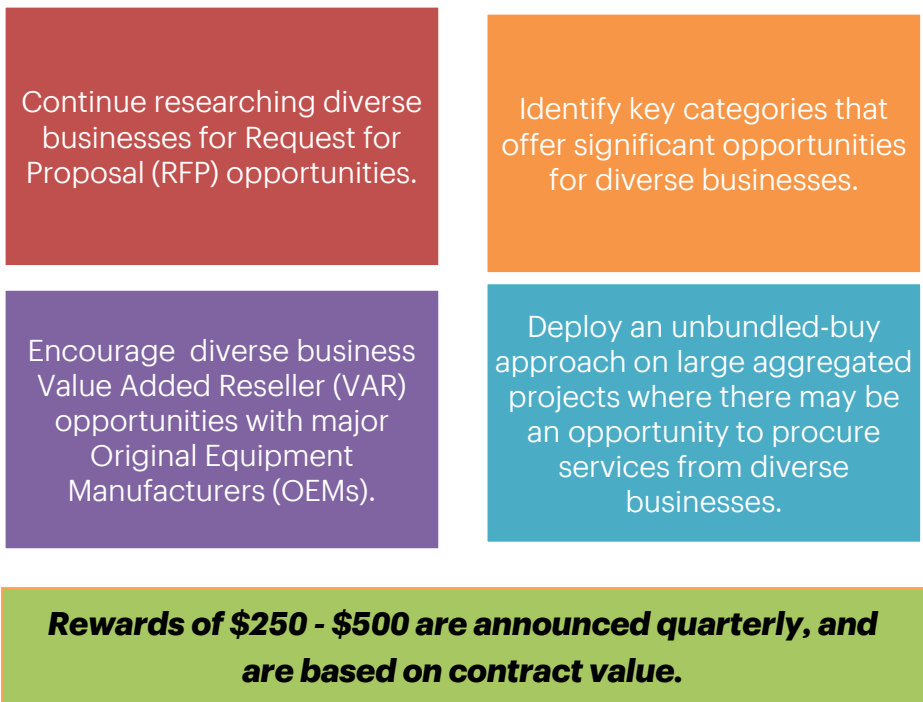 Continue researching diverse
businesses for Request for
Proposal (RFP) opportunities.
Identify key categories that
offer significant opportunities
for diverse businesses.
Encourage  diverse business
Value Added Reseller (VAR)
opportunities with major
Original Equipment
Manufacturers (OEMs).
Deploy an unbundled-buy
approach on large aggregated
projects where there may be
an opportunity to procure
services from diverse
businesses.
Rewards of $250 - $500 are announced quarterly, and
are based on contract value.